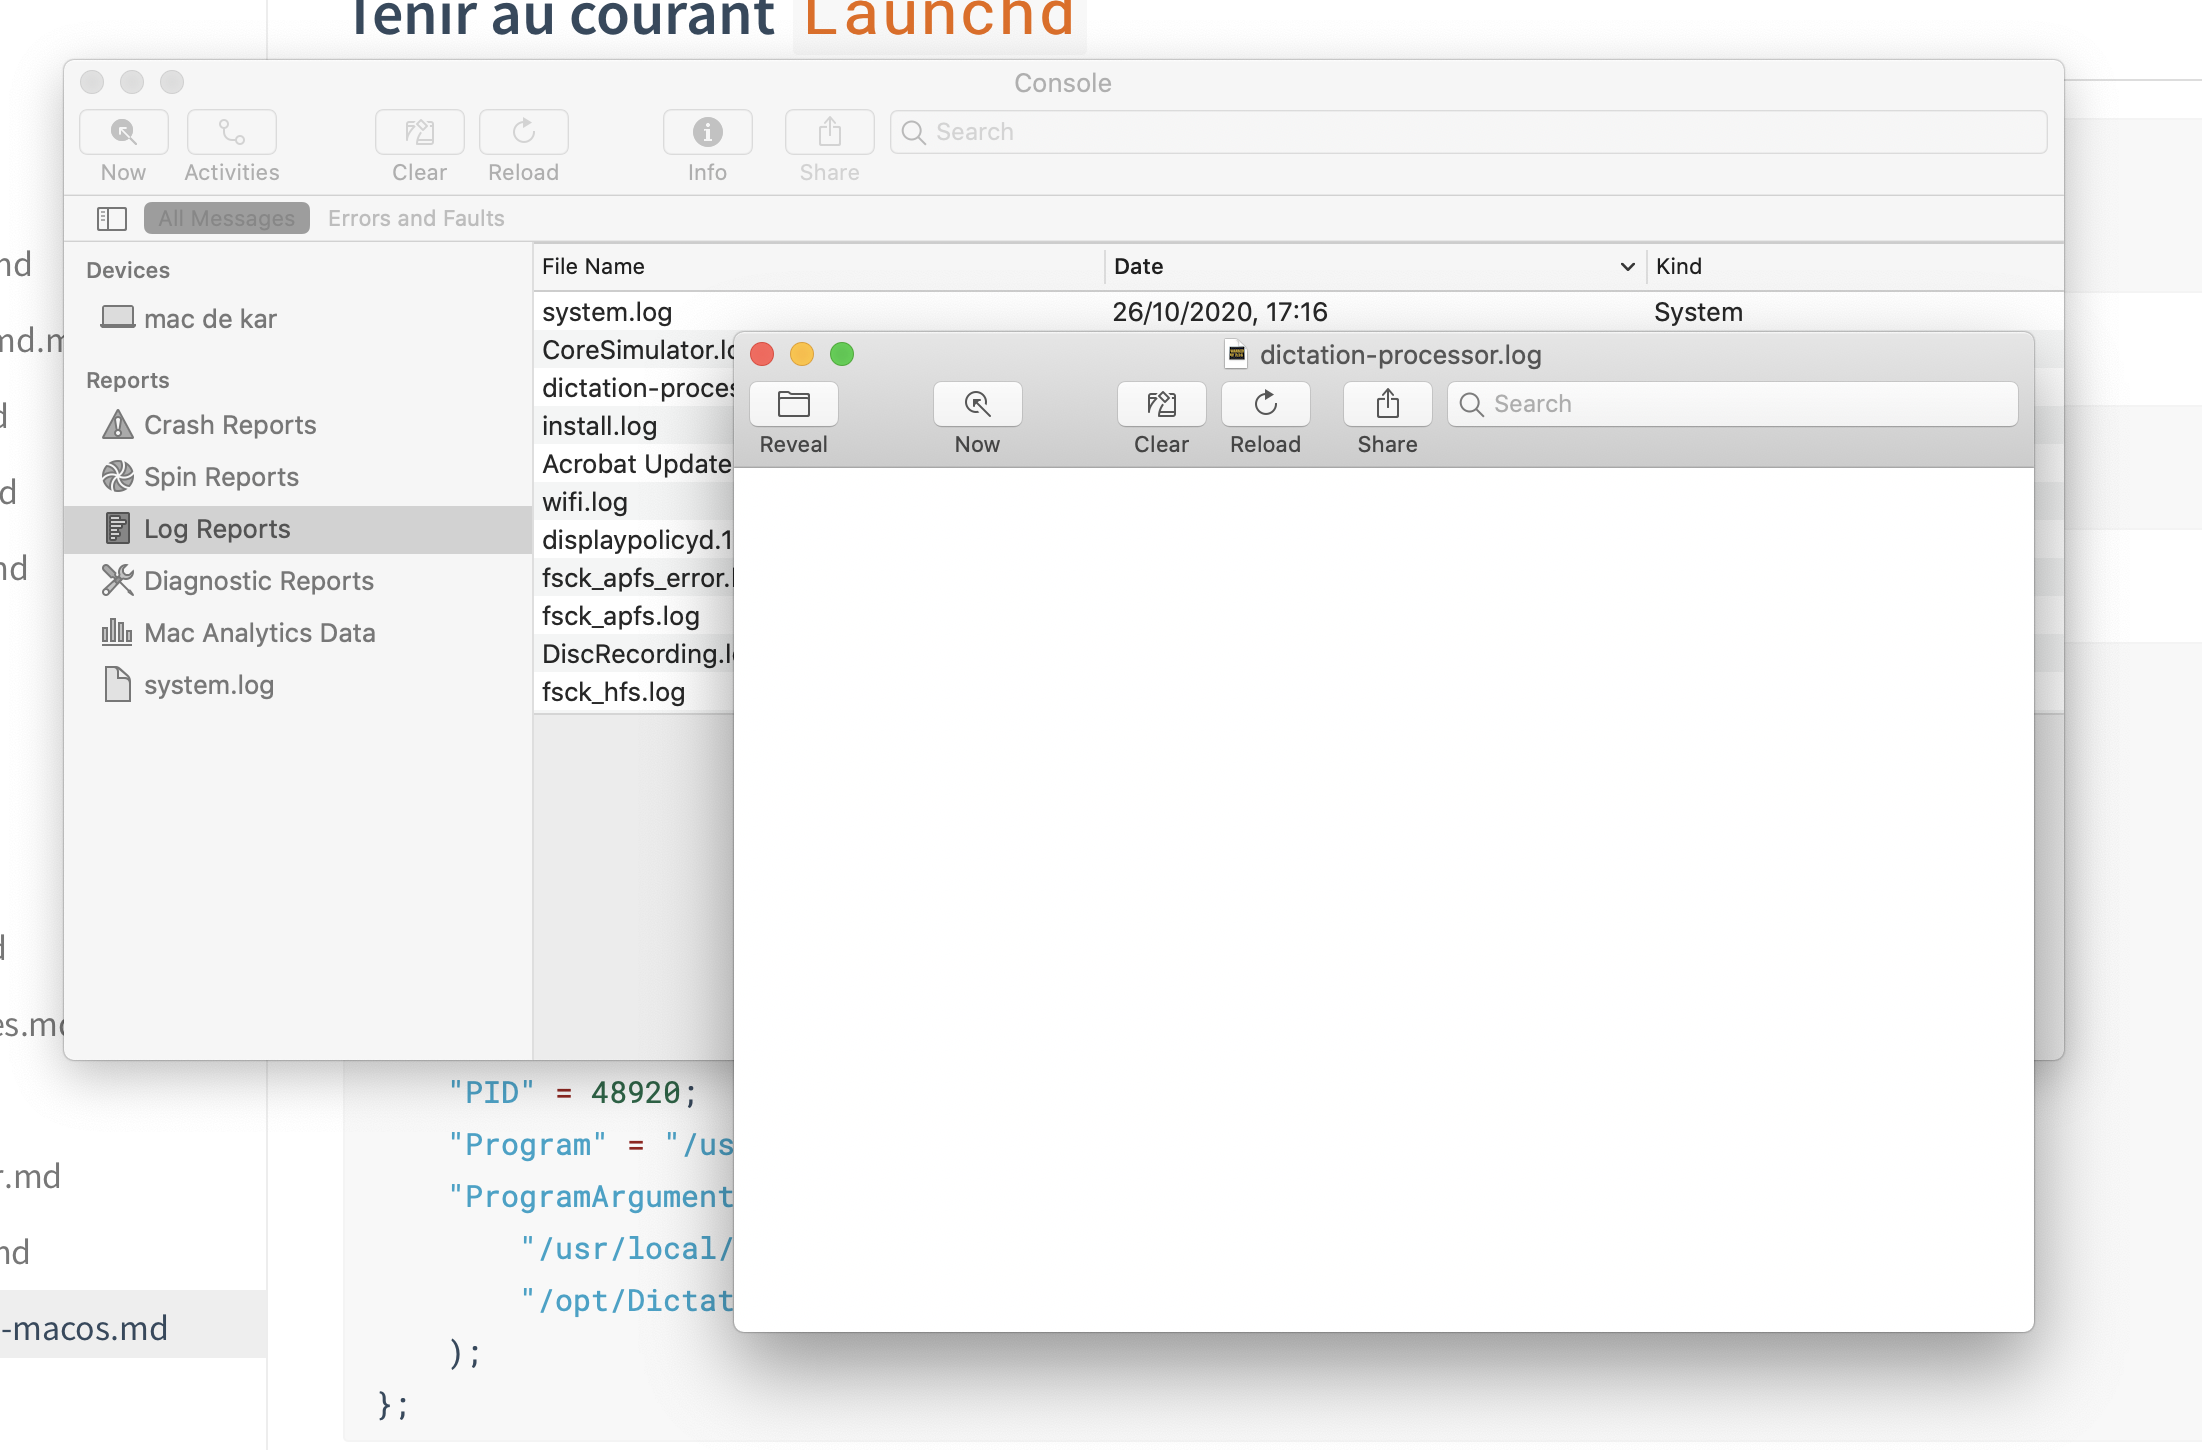 Tenir au courant Launchd
Console
Now
Activities
Clear
Reload
Info
Share
Search
All Messages
Errors and Faults
Devices
mac de kar
Reports
Crash Reports
Spin Reports
Log Reports
Diagnostic Reports
Mac Analytics Data
system.log
File Name
Date
Kind
system.log
26/10/2020, 17:16
System
CoreSimulator.lo
dictation-proces
install.log
Acrobat Update
wifi.log
displaypolicyd.1
fsck_apfs_error.l
fsck_apfs.log
DiscRecording.lo
fsck_hfs.log
dictation-processor.log
Reveal
Now
Clear
Reload
Share
Search
nd
md.m
d
d
nd
d
es.md
r.md
nd
-macos.md
"PID" = 48920;
"Program" = "/us
"ProgramArgument
"/usr/local/
"/opt/Dictat
);
};